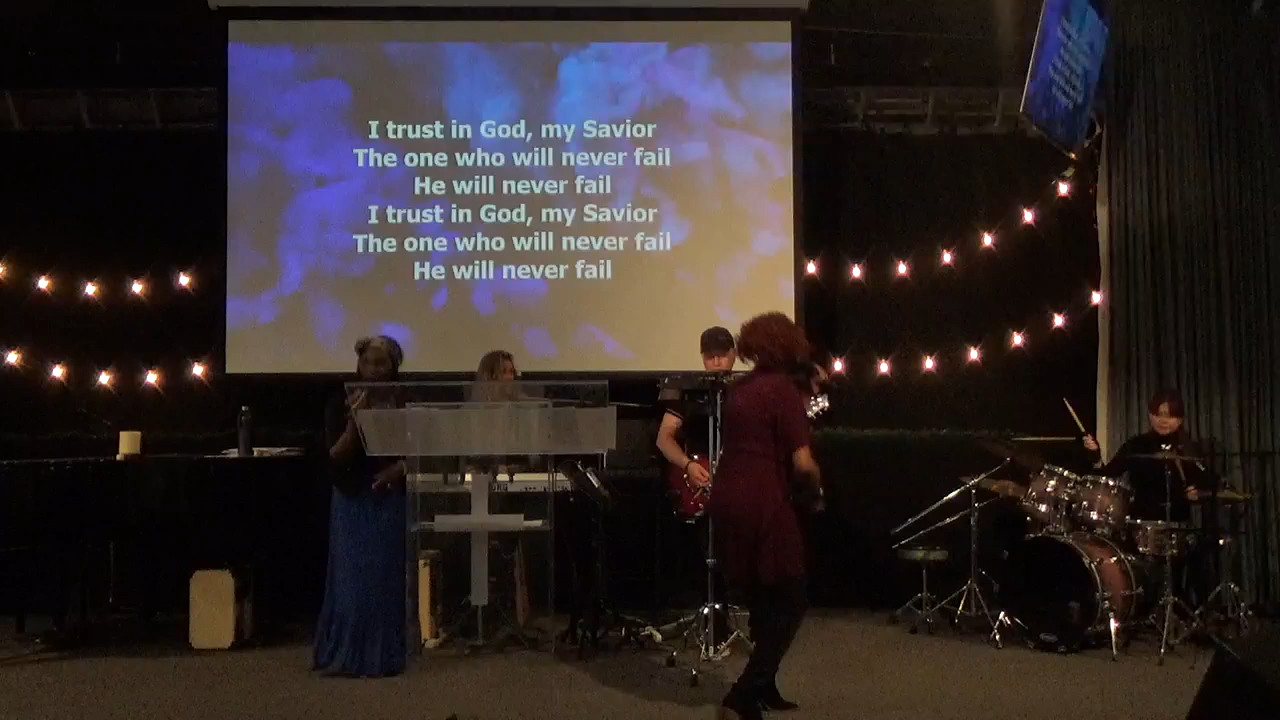 I trust in God, my Savior
The one who will never fail
He will never fail
I trust in God, my Savior
The one who will never fail
He will never fail